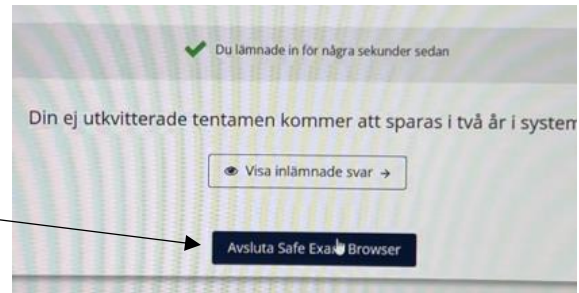 Du lämnade in för några sekunder sedan
Din ej utkvitterade tentamen kommer att sparas i två år i system
Visa inlämnade svar →
Avsluta Safe Exam Browser